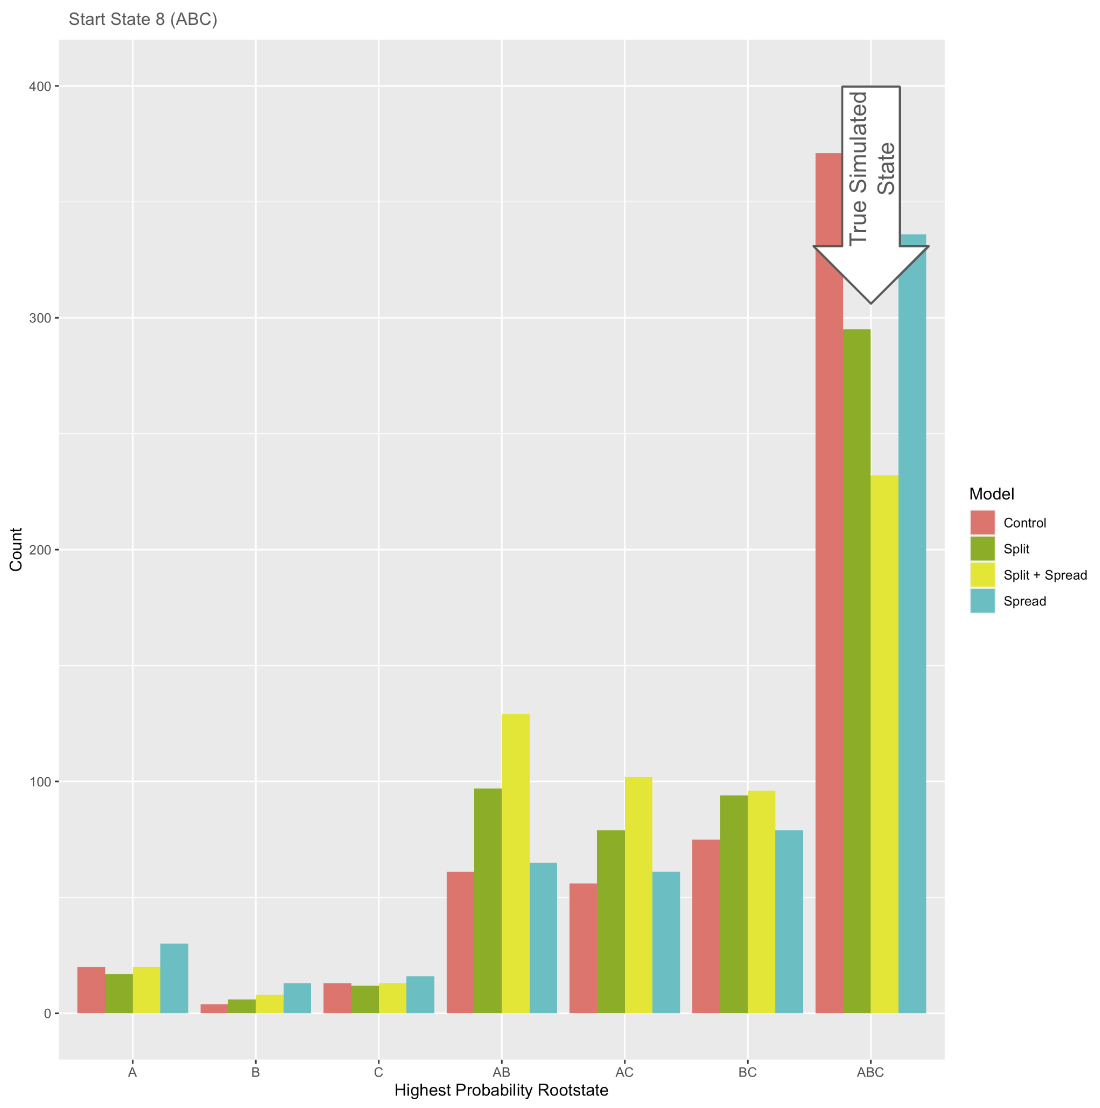 Start State 8 (ABC)
400
300
200
100
0
Count
True Simulated
State
A
B
C
AB
AC
BC
ABC
Highest Probability Rootstate
Model
Control
Split
Split + Spread
Spread